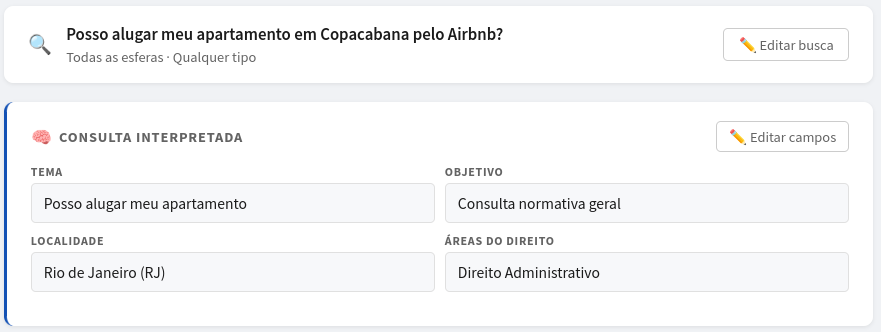 Posso alugar meu apartamento em Copacabana pelo Airbnb?
Todas as esferas · Qualquer tipo
Editar busca
CONSULTA INTERPRETADA
Editar campos
TEMA
Posso alugar meu apartamento
OBJETIVO
Consulta normativa geral
LOCALIDADE
Rio de Janeiro (RJ)
ÁREAS DO DIREITO
Direito Administrativo